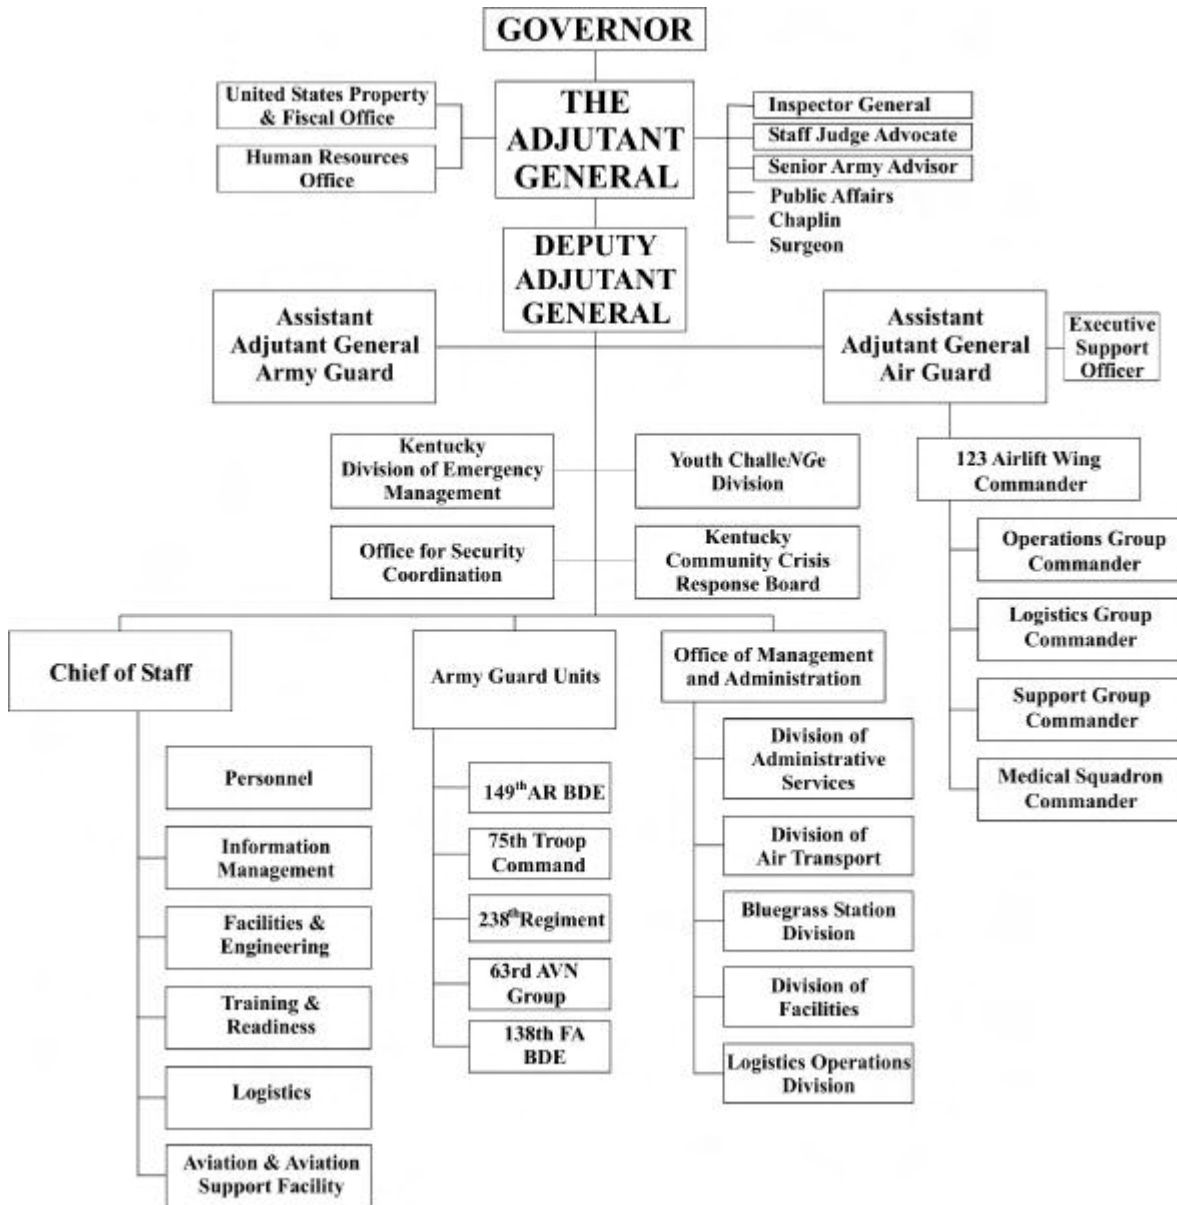 GOVERNOR
United States Property
& Fiscal Office
Human Resources
Office
THE
ADJUTANT
GENERAL
Inspector General
Staff Judge Advocate
Senior Army Advisor
Public Affairs
Chaplin
Surgeon
DEPUTY
ADJUTANT
GENERAL
Assistant
Adjutant General
Army Guard
Assistant
Adjutant General
Air Guard
Executive
Support
Officer
Kentucky
Division of Emergency
Management
Youth ChalleNGe
Division
Office for Security
Coordination
Kentucky
Community Crisis
Response Board
123 Airlift Wing
Commander
Operations Group
Commander
Logistics Group
Commander
Support Group
Commander
Medical Squadron
Commander
Chief of Staff
Personnel
Information
Management
Facilities &
Engineering
Training &
Readiness
Logistics
Aviation & Aviation
Support Facility
Army Guard Units
149th AR BDE
75th Troop
Command
238th Regiment
63rd AVN
Group
138th FA
BDE
Office of Management
and Administration
Division of
Administrative
Services
Division of
Air Transport
Bluegrass Station
Division
Division of
Facilities
Logistics Operations
Division